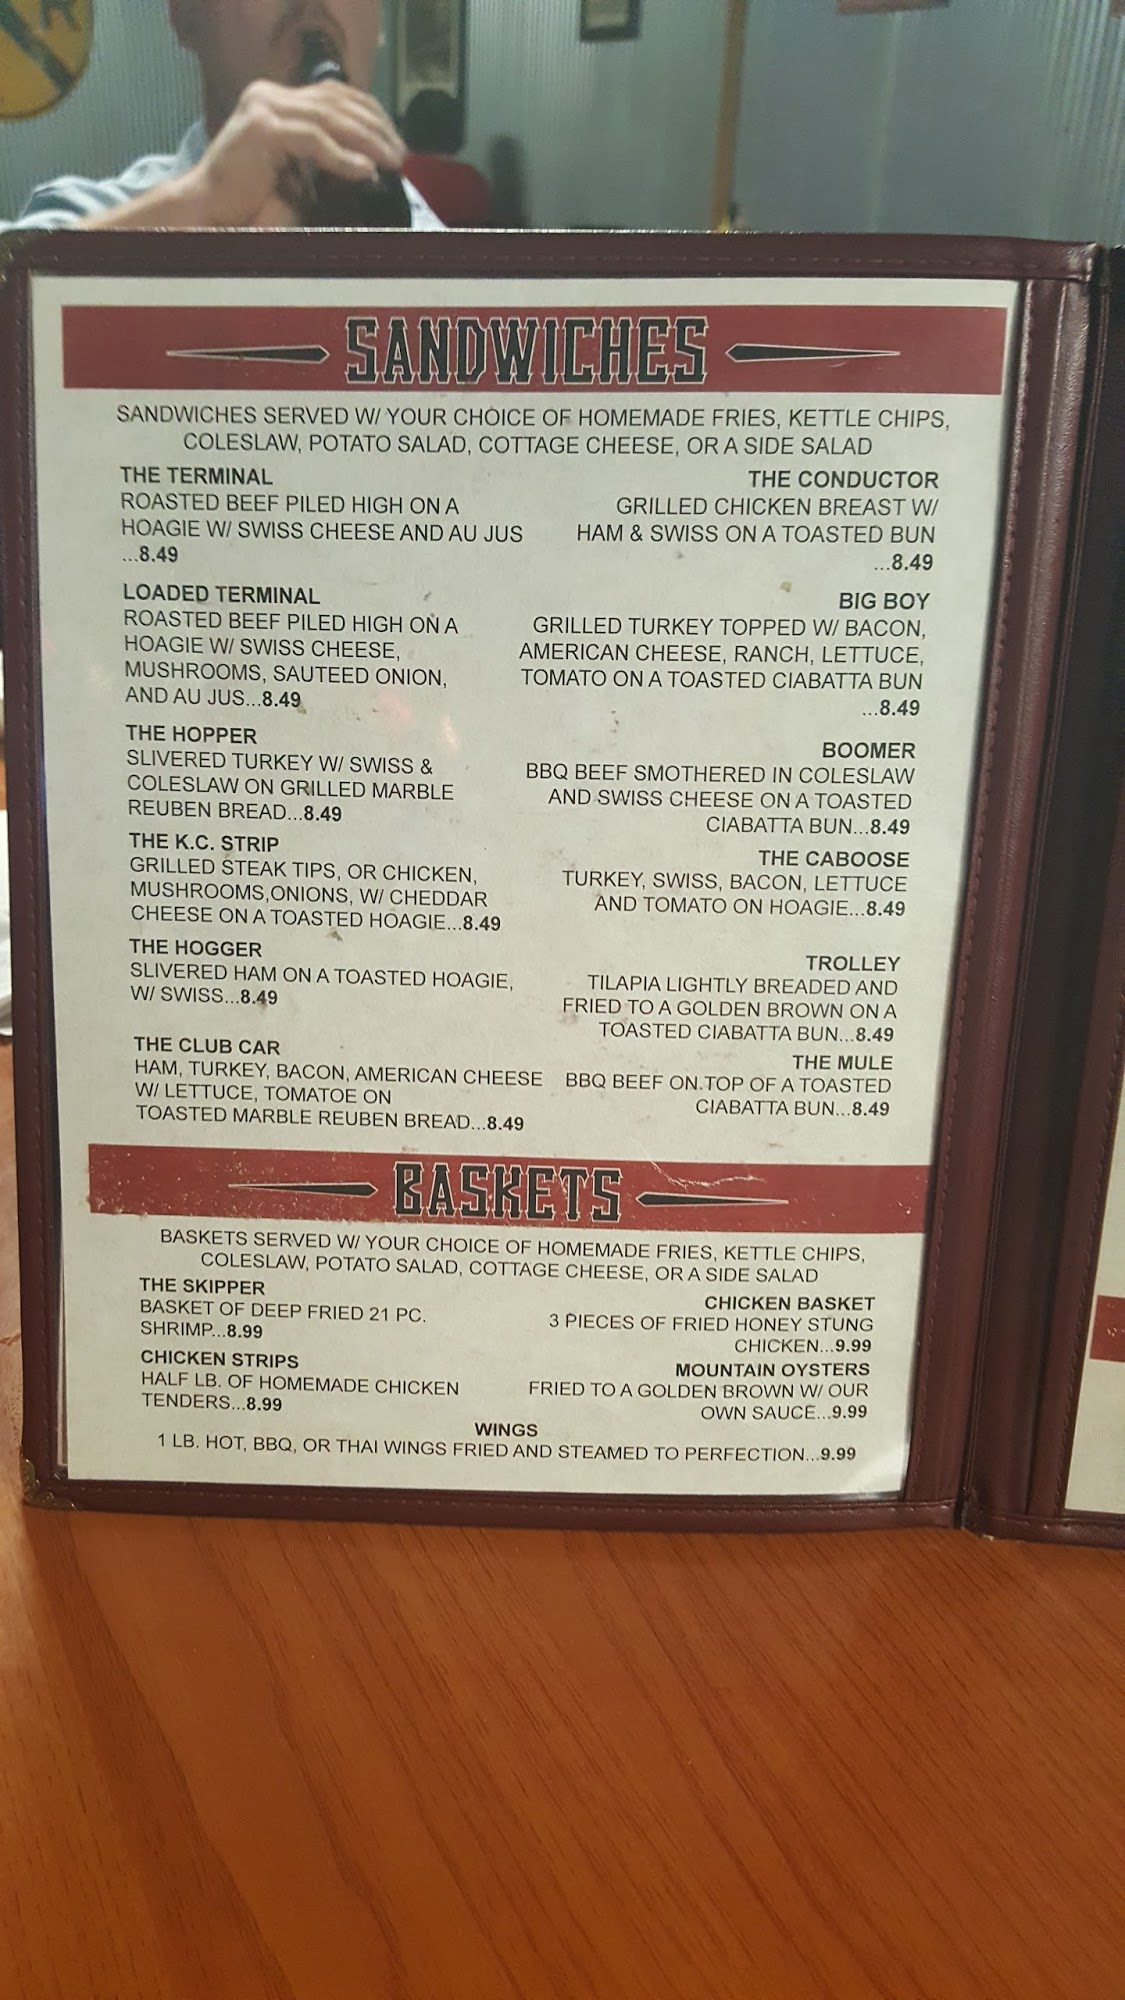 SANDWICHES
SANDWICHES SERVED W/ YOUR CHOICE OF HOMEMADE FRIES, KETTLE CHIPS,
COLESLAW, POTATO SALAD, COTTAGE CHEESE, OR A SIDE SALAD
THE TERMINAL
ROASTED BEEF PILED HIGH ON A
HOAGIE W/ SWISS CHEESE AND AU JUS
...8.49
LOADED TERMINAL
ROASTED BEEF PILED HIGH ON A
HOAGIE W/ SWISS CHEESE,
MUSHROOMS, SAUTEED ONION,
AND AU JUS...8.49
THE HOPPER
SLIVERED TURKEY W/ SWISS &
COLESLAW ON GRILLED MARBLE
REUBEN BREAD...8.49
THE K.C. STRIP
GRILLED STEAK TIPS, OR CHICKEN,
MUSHROOMS,ONIONS, W/ CHEDDAR
CHEESE ON A TOASTED HOAGIE...8.49
THE HOGGER
SLIVERED HAM ON A TOASTED HOAGIE,
W/ SWISS...8.49
THE CLUB CAR
HAM, TURKEY, BACON, AMERICAN CHEESE
W/ LETTUCE, TOMATOE ON
TOASTED MARBLE REUBEN BREAD...8.49
THE CONDUCTOR
GRILLED CHICKEN BREAST W/
HAM & SWISS ON A TOASTED BUN
...8.49
BIG BOY
GRILLED TURKEY TOPPED W/ BACON,
AMERICAN CHEESE, RANCH, LETTUCE,
TOMATO ON A TOASTED CIABATTA BUN
...8.49
BOOMER
BBQ BEEF SMOTHERED IN COLESLAW
AND SWISS CHEESE ON A TOASTED
CIABATTA BUN...8.49
THE CABOOSE
TURKEY, SWISS, BACON, LETTUCE
AND TOMATO ON HOAGIE...8.49
TROLLEY
TILAPIA LIGHTLY BREADED AND
FRIED TO A GOLDEN BROWN ON A
TOASTED CIABATTA BUN...8.49
THE MULE
BBQ BEEF ON TOP OF A TOASTED
CIABATTA BUN...8.49
BASKETS
BASKETS SERVED W/ YOUR CHOICE OF HOMEMADE FRIES, KETTLE CHIPS,
COLESLAW, POTATO SALAD, COTTAGE CHEESE, OR A SIDE SALAD
THE SKIPPER
BASKET OF DEEP FRIED 21 PC.
SHRIMP...8.99
CHICKEN STRIPS
HALF LB. OF HOMEMADE CHICKEN
TENDERS...8.99
CHICKEN BASKET
3 PIECES OF FRIED HONEY STUNG
CHICKEN...9.99
MOUNTAIN OYSTERS
FRIED TO A GOLDEN BROWN W/ OUR
OWN SAUCE...9.99
WINGS
1 LB. HOT, BBQ, OR THAI WINGS FRIED AND STEAMED TO PERFECTION...9.99
R